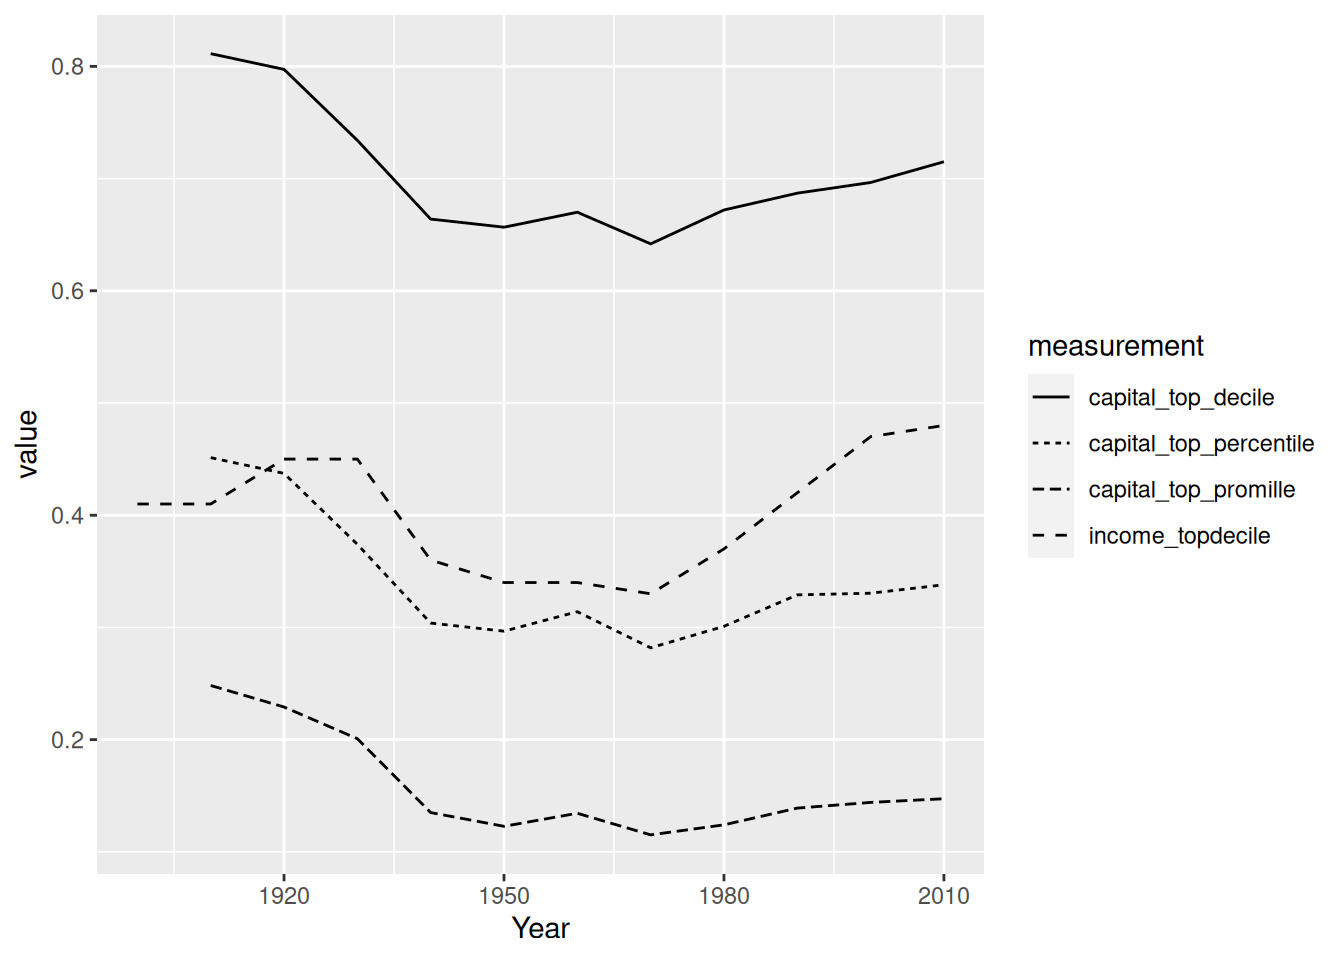 0.8
0.6
0.4
0.2
value
1920
1950
1980
2010
Year
measurement
capital_top_decile
capital_top_percentile
capital_top_promille
income_topdecile